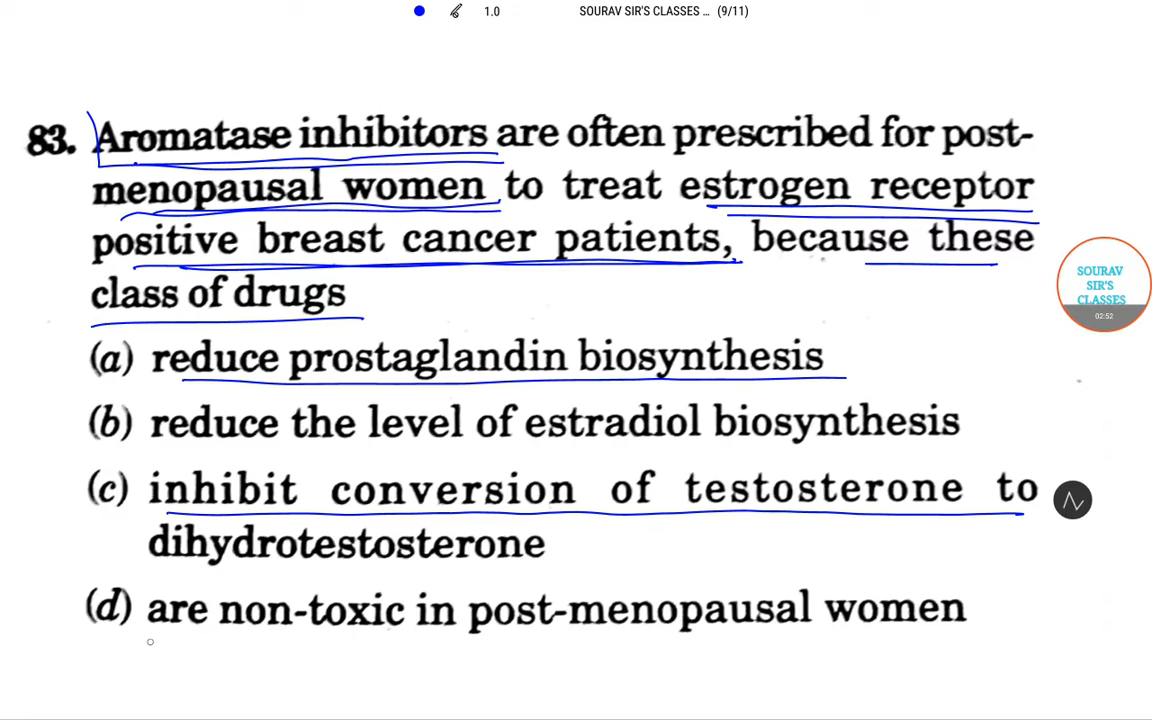 1.0 SOURAV SIR'S CLASSES ... (9/11)
83. Aromatase inhibitors are often prescribed for post-
menopausal women to treat estrogen receptor
positive breast cancer patients, because these
class of drugs
SOURAV
SIR'S
CLASSES
02:52
(a) reduce prostaglandin biosynthesis
(b) reduce the level of estradiol biosynthesis
(c) inhibit conversion of testosterone to
dihydrotestosterone
(d) are non-toxic in post-menopausal women